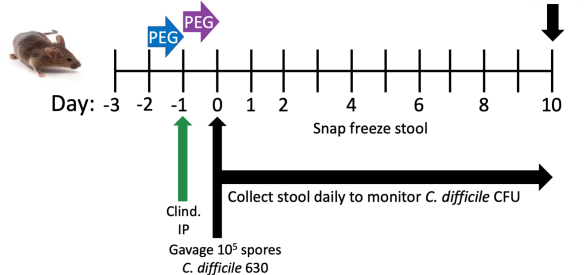 PEG
PEG
Day: -3 -2 -1 0 1 2 4 6 8 10
Snap freeze stool
Collect stool daily to monitor C. difficile CFU
Clind.
IP
Gavage 10⁵ spores
C. difficile 630